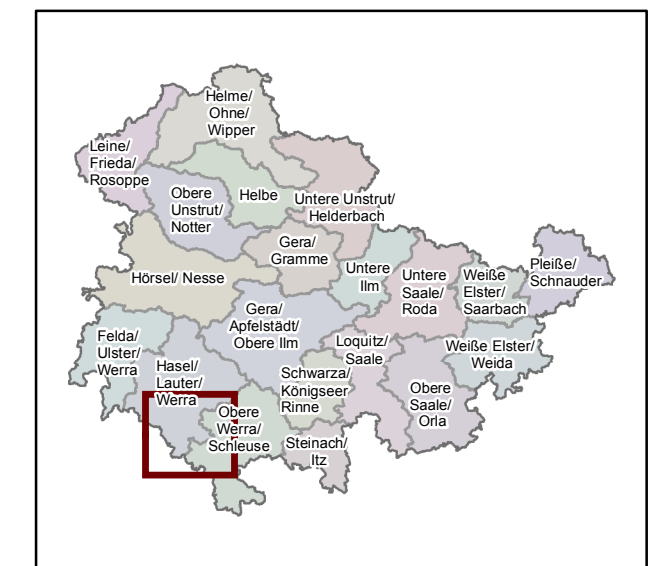 Helme/
Ohne/
Wipper
Leine/
Frieda/
Rosoppe
Obere
Unstrut/
Notter
Helbe
Untere Unstrut/
Helderbach
Gera/
Gramme
Hörsel/ Nesse
Untere
Ilm
Untere
Saale/
Roda
Weiße
Elster/
Saarbach
Pleiße/
Schnauder
Gera/
Apfelstädt/
Obere Ilm
Felda/
Ulster/
Werra
Hasel/
Lauter/
Werra
Loquitz/
Saale
Weiße Elster/
Weida
Schwarza/
Königseer
Rinne
Obere
Saale/
Orla
Obere
Werra/
Schleuse
Steinach/
Itz